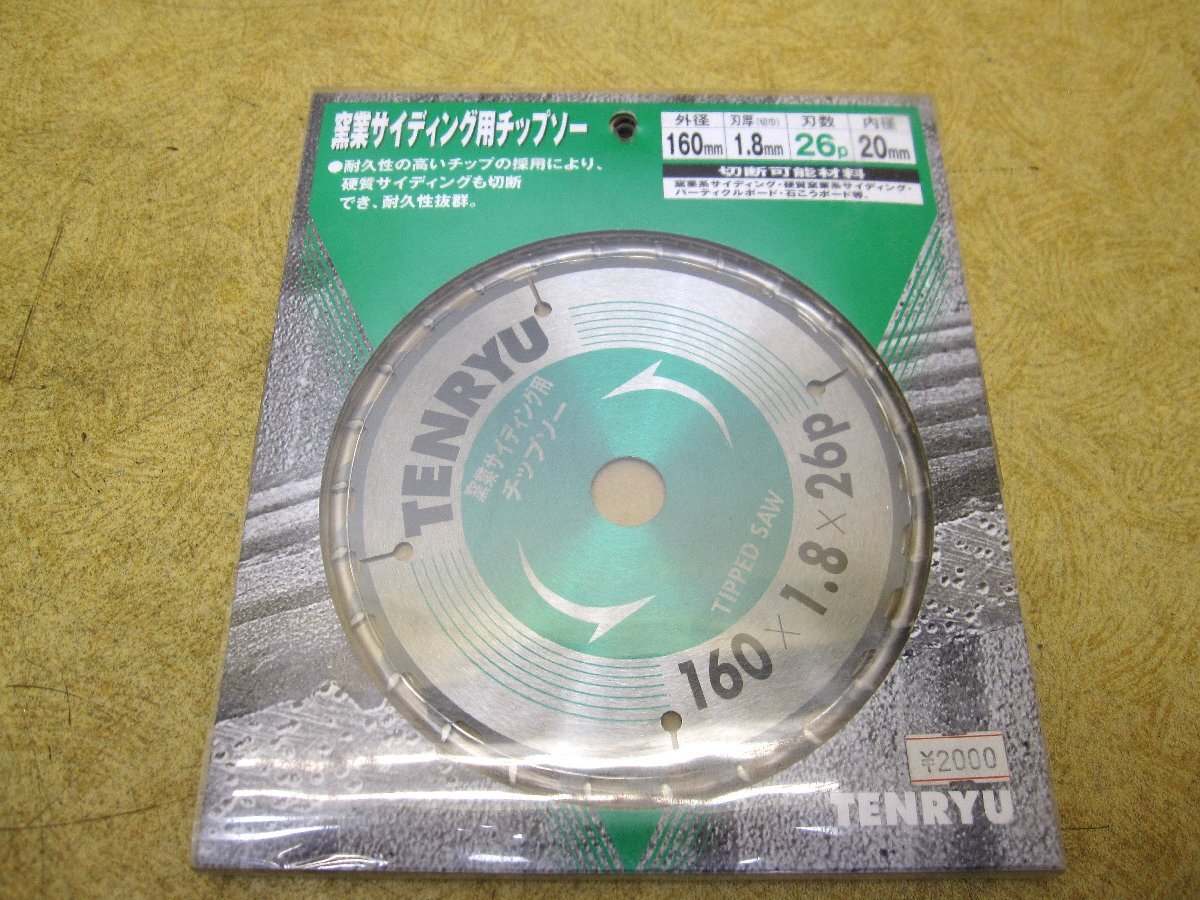 窯業サイディング用チップソー
●耐久性の高いチップの採用により、
硬質サイディングも切断
でき、耐久性抜群。
外径 刃厚(切巾) 刃数 内径
160mm 1.8mm 26p 20mm
切断可能材料
窯業系サイディング・硬質窯業系サイディング・
パーティクルボード・石こうボード等。
TENRYU
窯業サイディング用
チップソー
TIPPED SAW
160 × 1.8 × 26p
¥2000
TENRYU